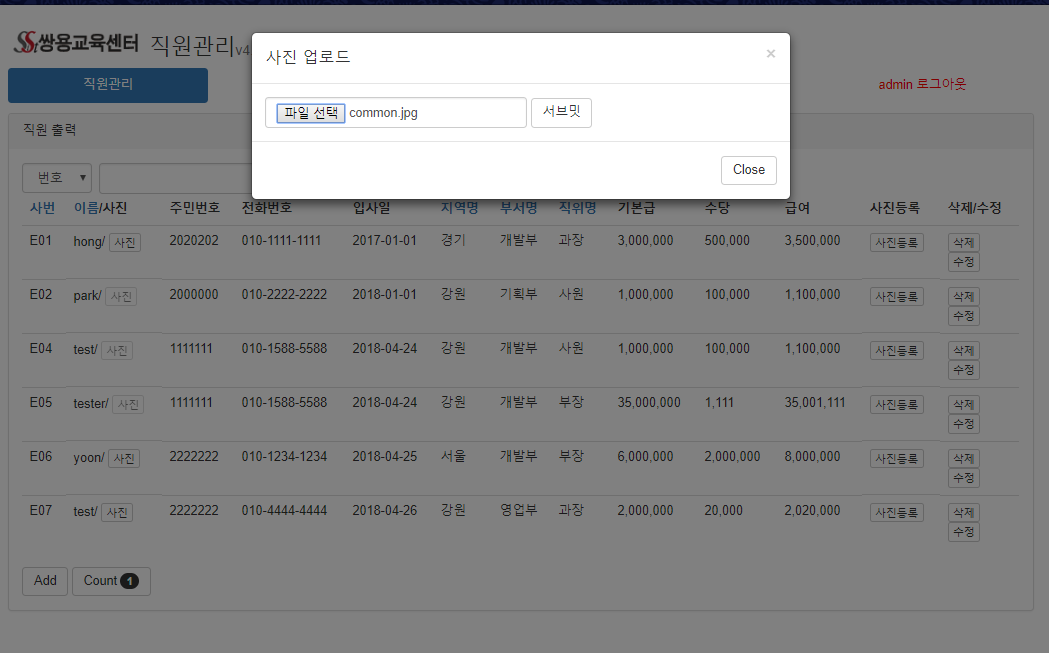 쌍용교육센터 직원관리v4
사진 업로드 ×
직원관리
admin 로그아웃
파일 선택 common.jpg 서브밋
직원 출력
Close
번호
사번 이름/사진 주민번호 전화번호 입사일 지역명 부서명 직위명 기본급 수당 급여 사진등록 삭제/수정
E01 hong/ 사진 2020202 010-1111-1111 2017-01-01 경기 개발부 과장 3,000,000 500,000 3,500,000 사진등록 삭제
수정
E02 park/ 사진 2000000 010-2222-2222 2018-01-01 강원 기획부 사원 1,000,000 100,000 1,100,000 사진등록 삭제
수정
E04 test/ 사진 1111111 010-1588-5588 2018-04-24 강원 개발부 사원 1,000,000 100,000 1,100,000 사진등록 삭제
수정
E05 tester/ 사진 1111111 010-1588-5588 2018-04-24 강원 개발부 부장 35,000,000 1,111 35,001,111 사진등록 삭제
수정
E06 yoon/ 사진 2222222 010-1234-1234 2018-04-25 서울 개발부 부장 6,000,000 2,000,000 8,000,000 사진등록 삭제
수정
E07 test/ 사진 2222222 010-4444-4444 2018-04-26 강원 영업부 과장 2,000,000 20,000 2,020,000 사진등록 삭제
수정
Add Count 1